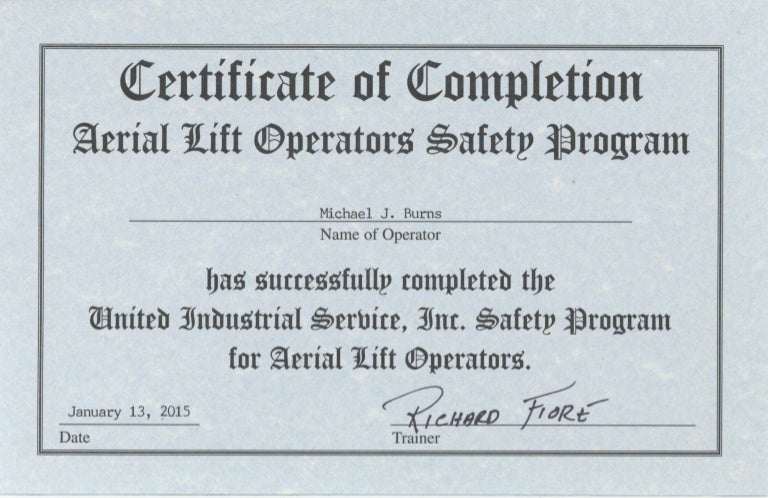 Certificate of Completion
Aerial Lift Operators Safety Program
Michael J. Burns
Name of Operator
has successfully completed the
United Industrial Service, Inc. Safety Program
for Aerial Lift Operators.
January 13, 2015
Date
RICHARD FIORE
Trainer